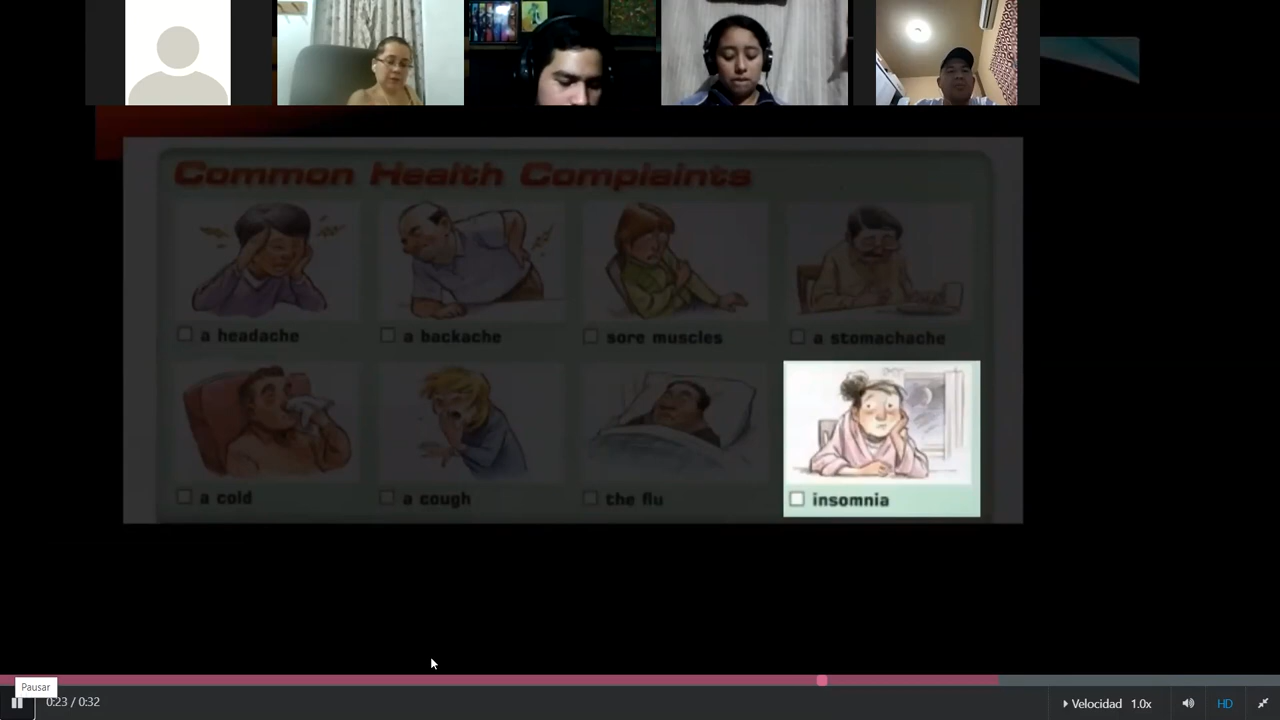 Common Health Complaints
a headache
a backache
sore muscles
a stomachache
a cold
a cough
the flu
insomnia
Pausar
0:23 / 0:32
Velocidad 1.0x
HD